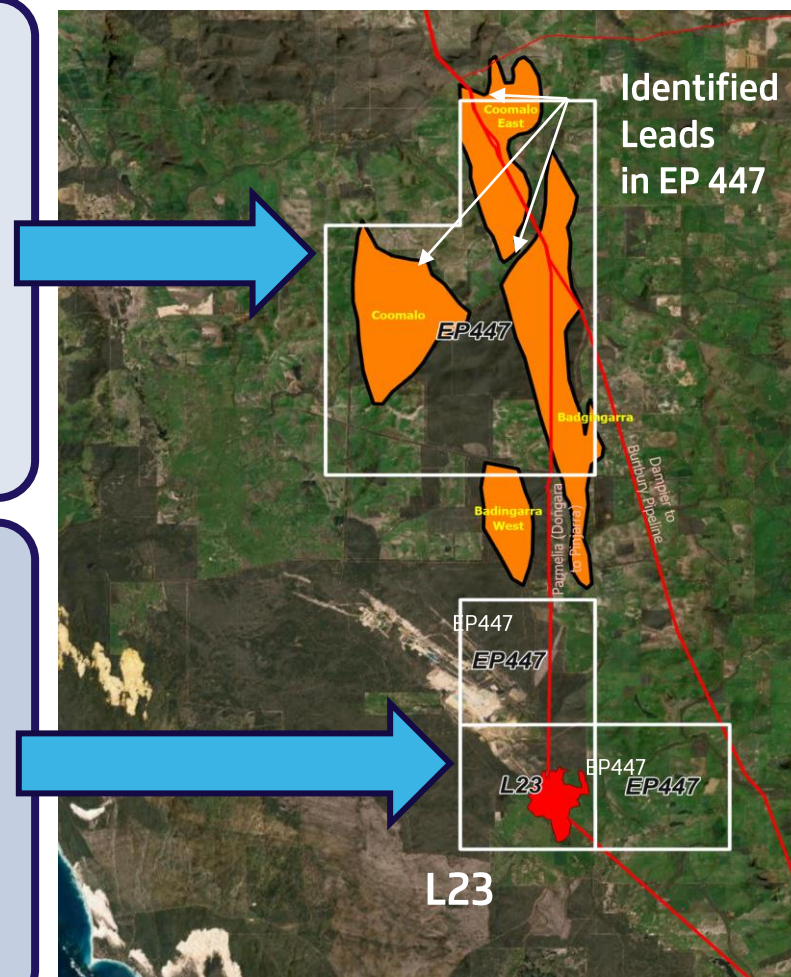 Identified
Leads
in EP 447
Coomalo
East
Coomalo
EP447
Badgingarra
Dampier to
Bunbury Pipeline
Badingarra
West
Parmelia (Dongara
to Pinjarra)
EP447
EP447
EP447
L23
EP447
L23